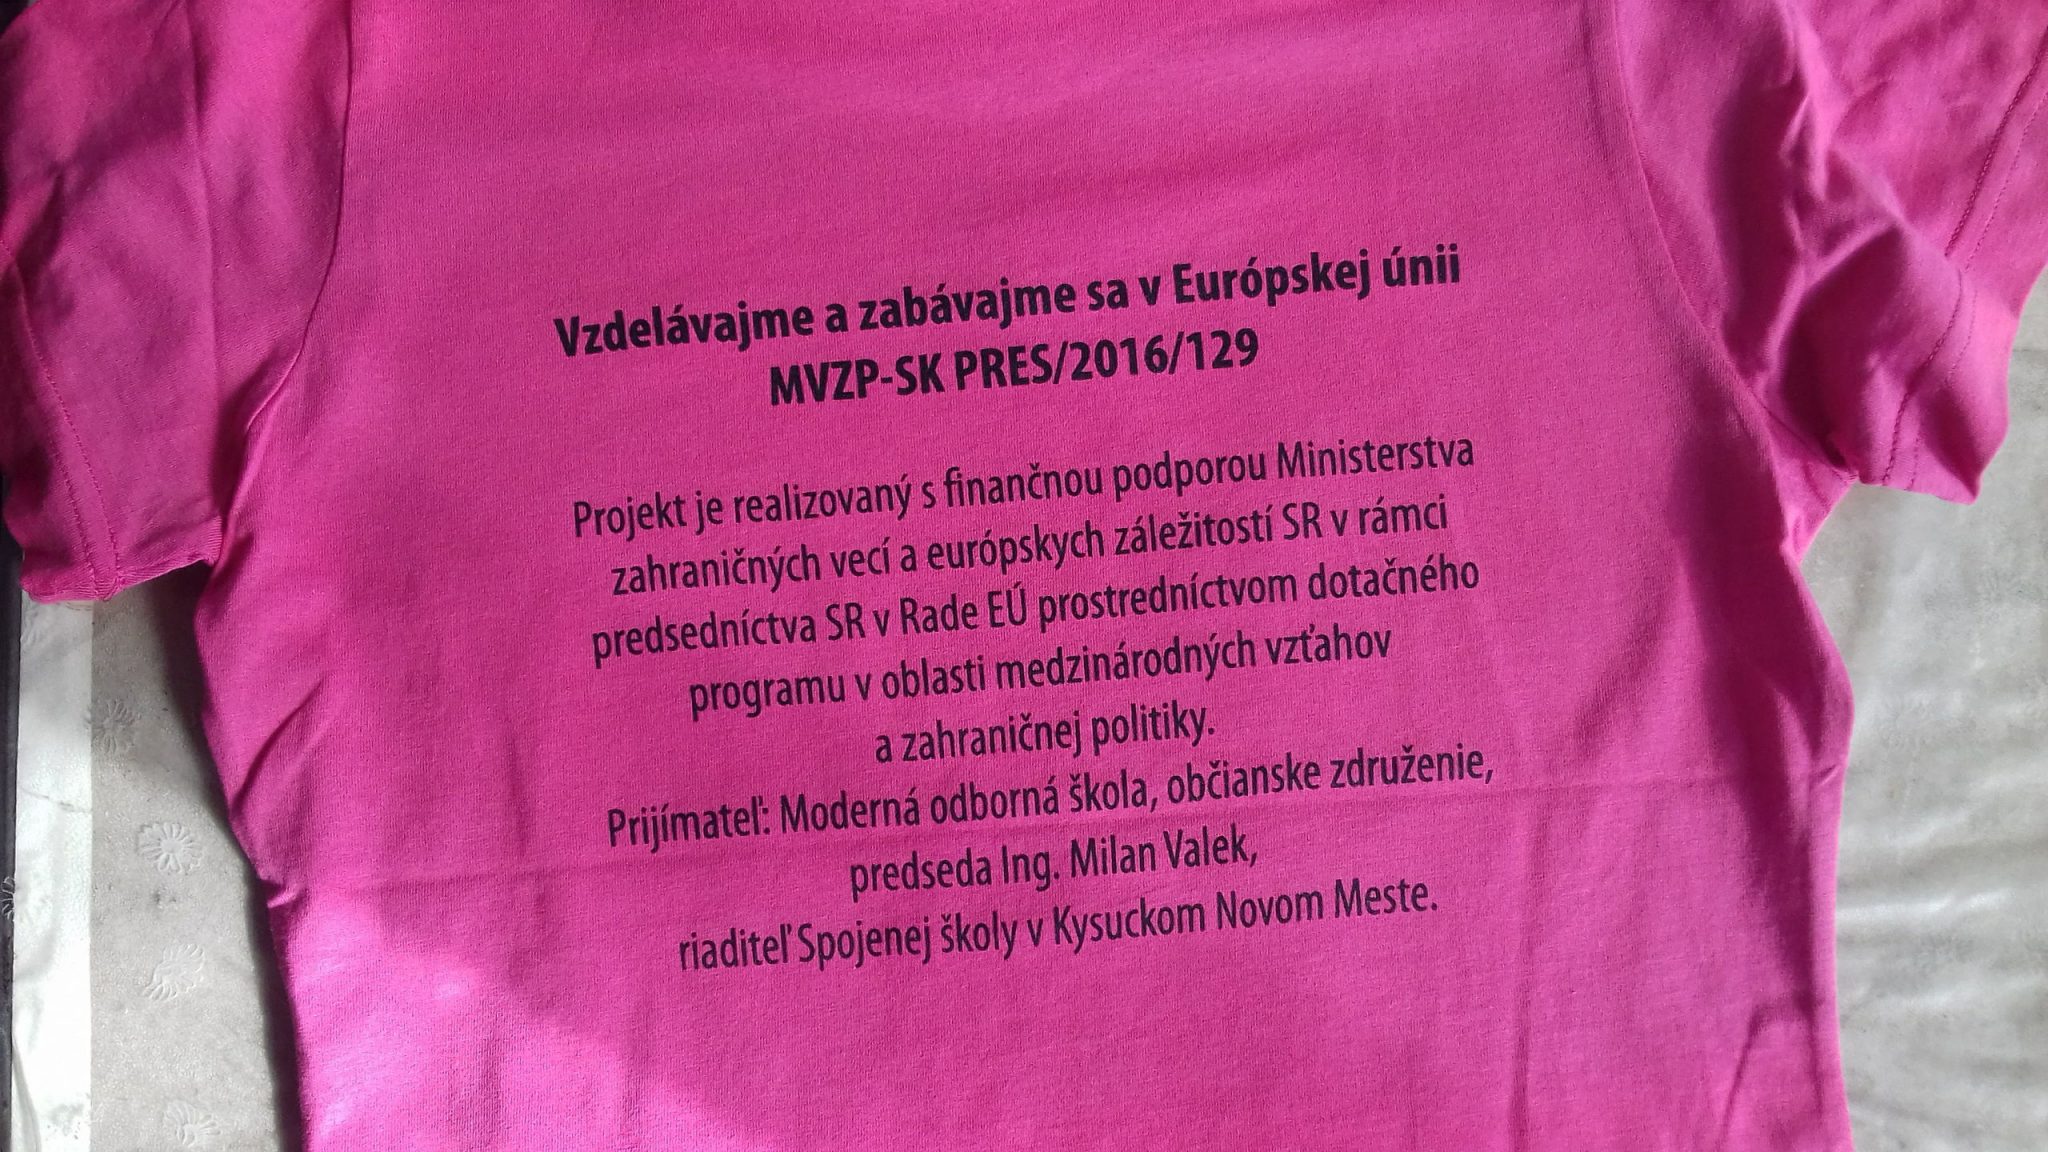 Vzdelávajme a zabávajme sa v Európskej únii
MVZP-SK PRES/2016/129
Projekt je realizovaný s finančnou podporou Ministerstva
zahraničných vecí a európskych záležitostí SR v rámci
predsedníctva SR v Rade EÚ prostredníctvom dotačného
programu v oblasti medzinárodných vzťahov
a zahraničnej politiky.
Prijímateľ: Moderná odborná škola, občianske združenie,
predseda Ing. Milan Valek,
riaditeľ Spojenej školy v Kysuckom Novom Meste.